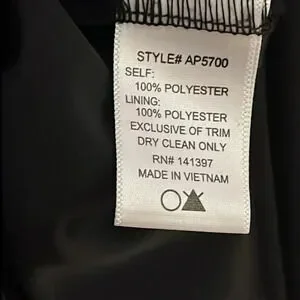 STYLE# AP5700
SELF:
100% POLYESTER
LINING:
100% POLYESTER
EXCLUSIVE OF TRIM
DRY CLEAN ONLY
RN# 141397
MADE IN VIETNAM